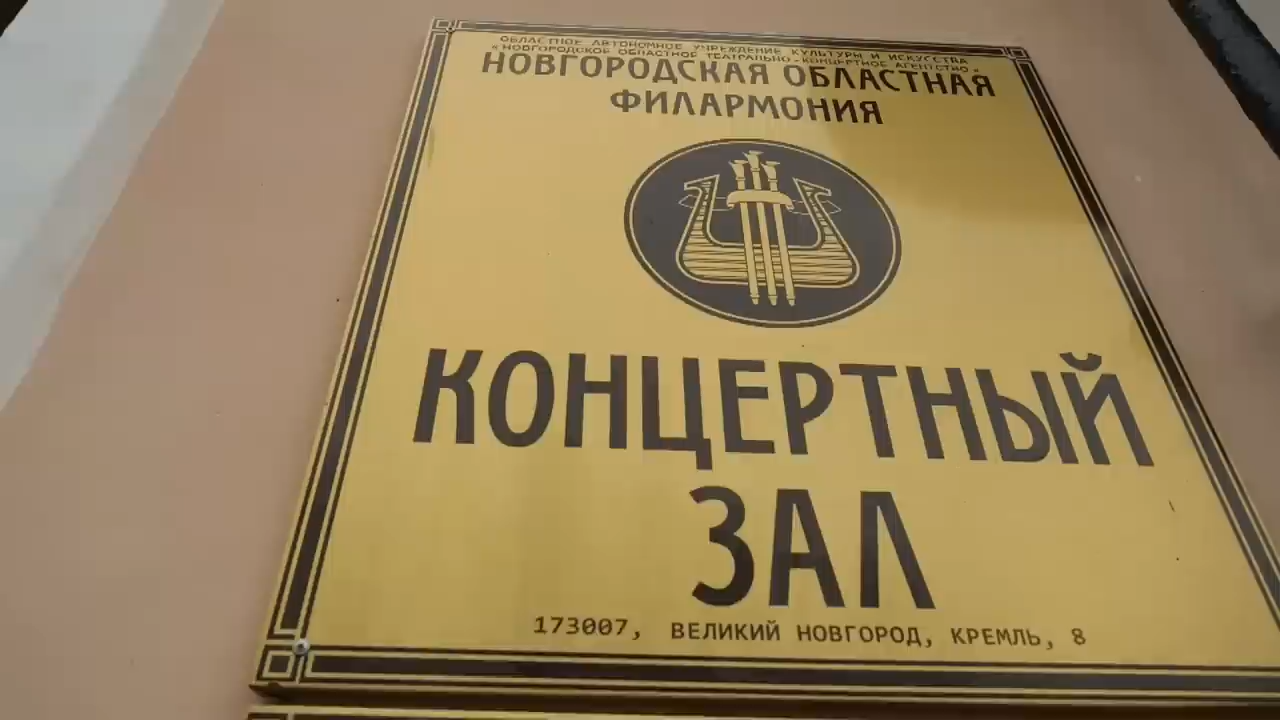 ОБЛАСТНОЕ АВТОНОМНОЕ УЧРЕЖДЕНИЕ КУЛЬТУРЫ И ИСКУССТВА
«НОВГОРОДСКОЕ ОБЛАСТНОЕ ТЕАТРАЛЬНО-КОНЦЕРТНОЕ АГЕНТСТВО»
НОВГОРОДСКАЯ ОБЛАСТНАЯ
ФИЛАРМОНИЯ
КОНЦЕРТНЫЙ
ЗАЛ
173007, ВЕЛИКИЙ НОВГОРОД, КРЕМЛЬ, 8